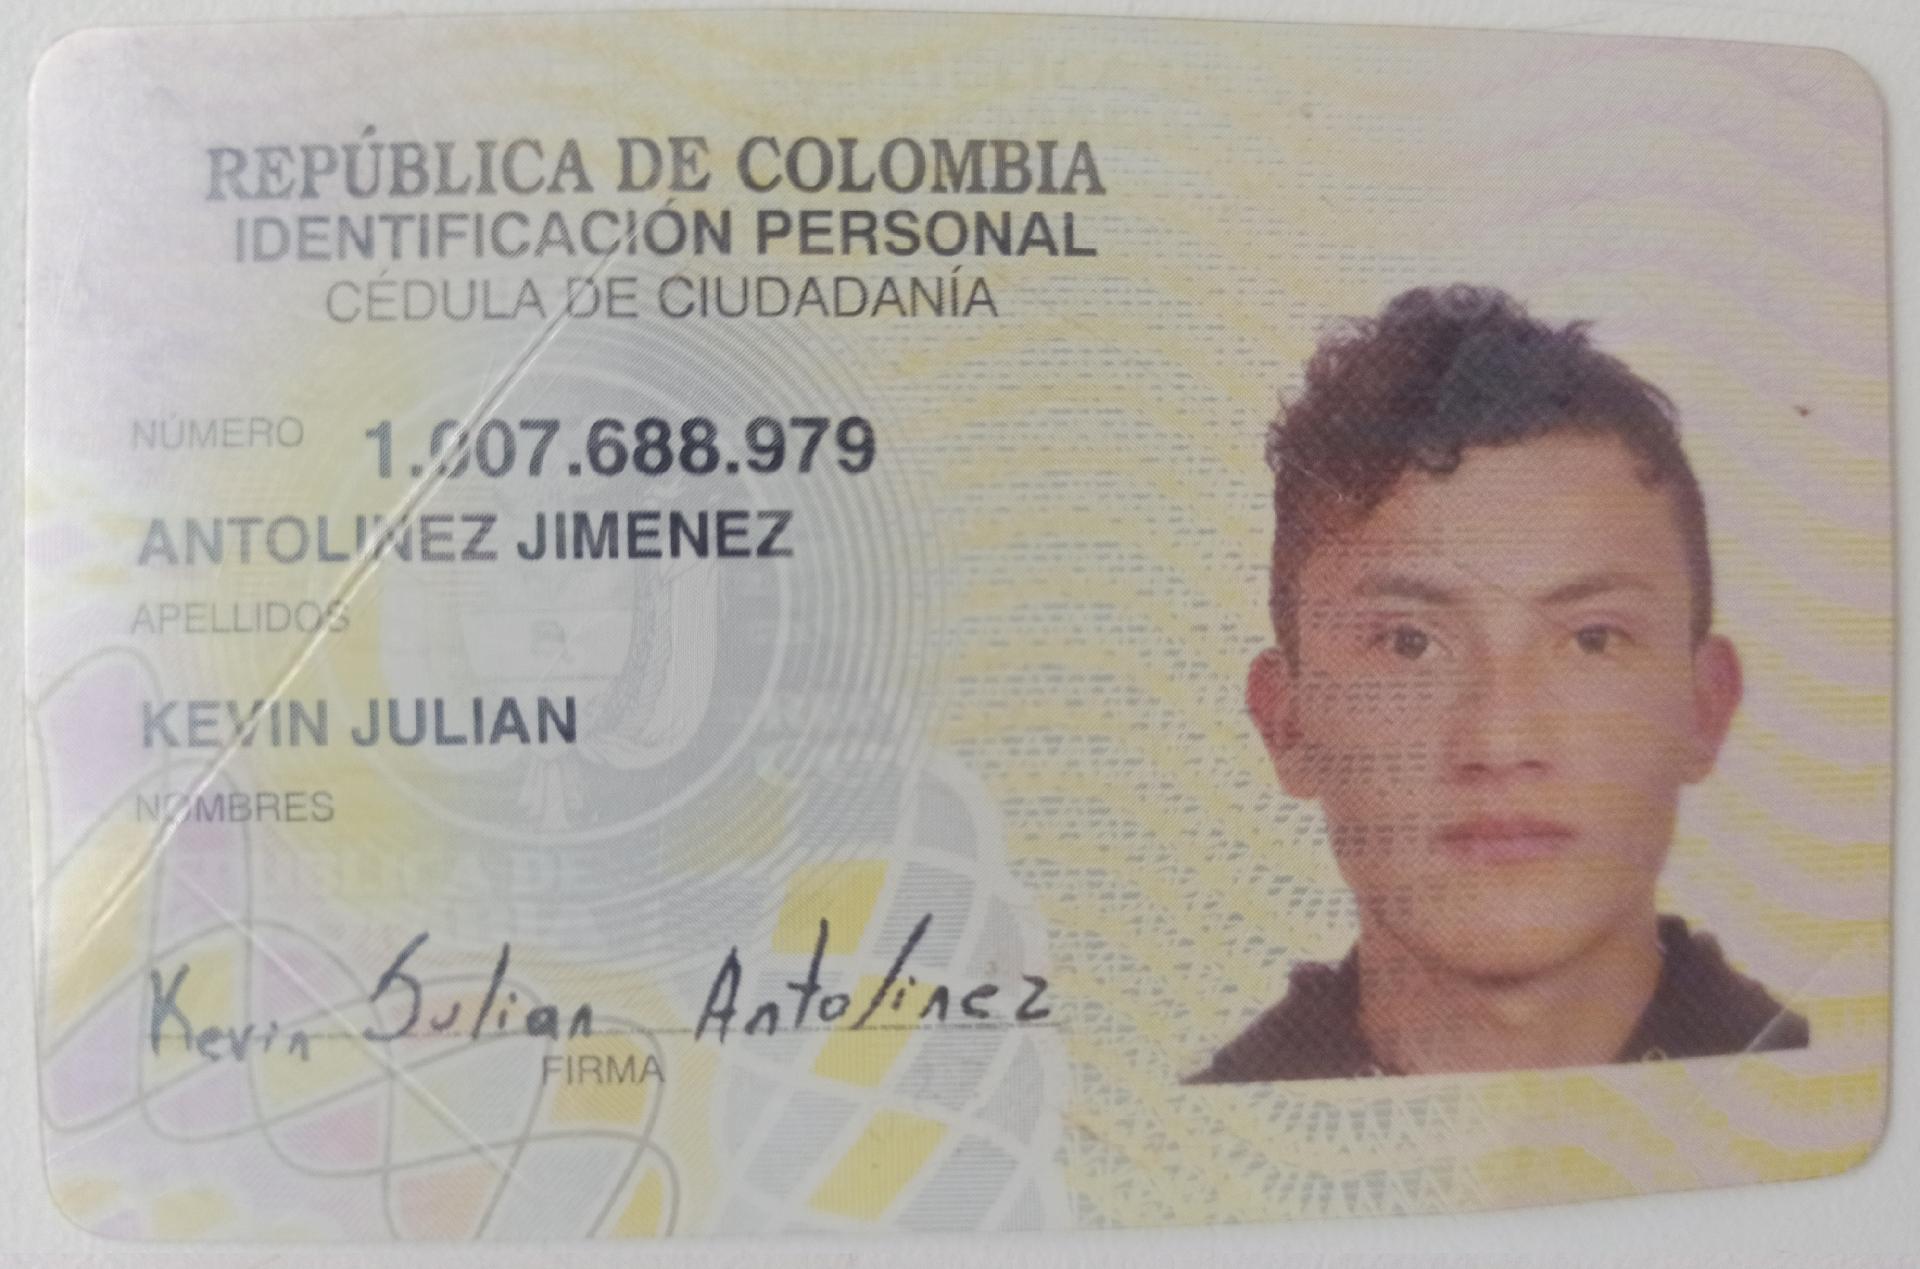 REPÚBLICA DE COLOMBIA
IDENTIFICACIÓN PERSONAL
CÉDULA DE CIUDADANÍA
NÚMERO 1.007.688.979
ANTOLINEZ JIMENEZ
APELLIDOS
KEVIN JULIAN
NOMBRES
Kevin Julian Antolinez
FIRMA